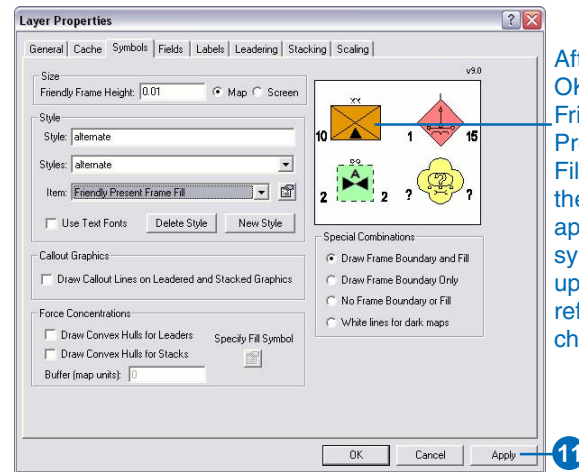 Layer Properties
General Cache Symbols Fields Labels Leadering Stacking Scaling
Size
Friendly Frame Height: 0.01 Map Screen
Style
Style: alternate
Styles: alternate
Item: Friendly Present Frame Fill
Use Text Fonts Delete Style New Style
Callout Graphics
Draw Callout Lines on Leadered and Stacked Graphics
Force Concentrations
Draw Convex Hulls for Leaders
Draw Convex Hulls for Stacks
Specify Fill Symbol
Buffer (map units): 0
v9.0
XY
10 1 15
A
2 2 ? ? ?
Special Combinations
Draw Frame Boundary and Fill
Draw Frame Boundary Only
No Frame Boundary or Fill
White lines for dark maps
OK Cancel Apply
11